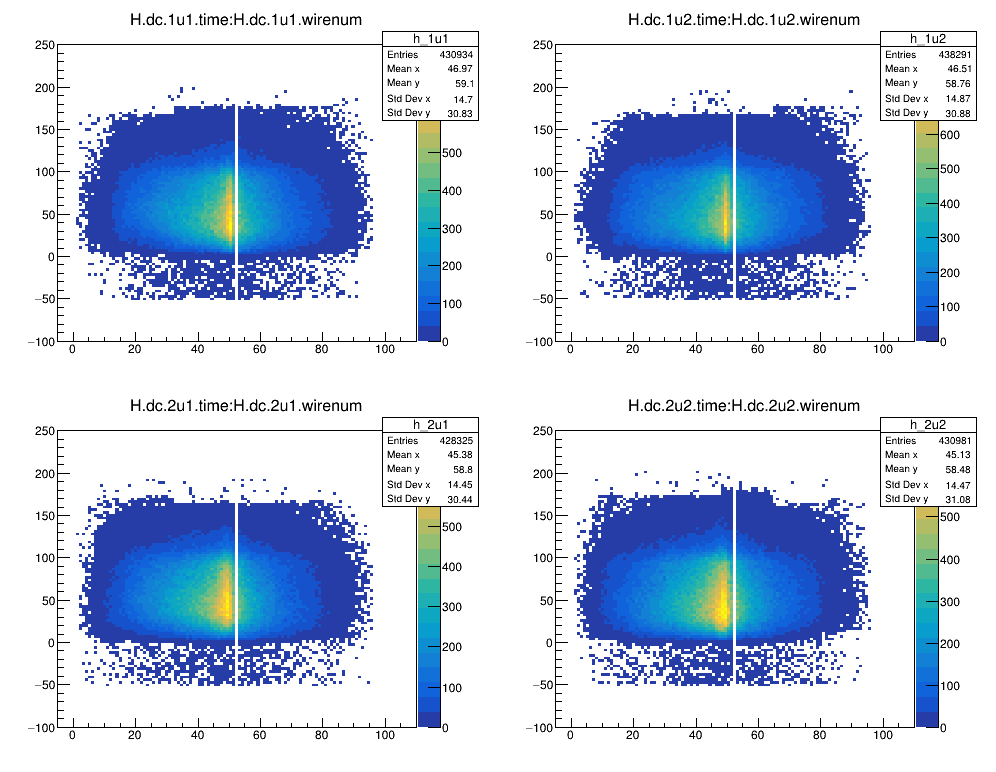 H.dc.1u1.time:H.dc.1u1.wirenum
h_1u1
Entries 430934
Mean x 46.97
Mean y 59.1
Std Dev x 14.7
Std Dev y 30.83
250
200
150
100
50
0
−50
−100
0 20 40 60 80 100
500
400
300
200
100
0
H.dc.1u2.time:H.dc.1u2.wirenum
h_1u2
Entries 438291
Mean x 46.51
Mean y 58.76
Std Dev x 14.87
Std Dev y 30.88
250
200
150
100
50
0
−50
−100
0 20 40 60 80 100
600
500
400
300
200
100
0
H.dc.2u1.time:H.dc.2u1.wirenum
h_2u1
Entries 428325
Mean x 45.38
Mean y 58.8
Std Dev x 14.45
Std Dev y 30.44
250
200
150
100
50
0
−50
−100
0 20 40 60 80 100
500
400
300
200
100
0
H.dc.2u2.time:H.dc.2u2.wirenum
h_2u2
Entries 430981
Mean x 45.13
Mean y 58.48
Std Dev x 14.47
Std Dev y 31.08
250
200
150
100
50
0
−50
−100
0 20 40 60 80 100
500
400
300
200
100
0